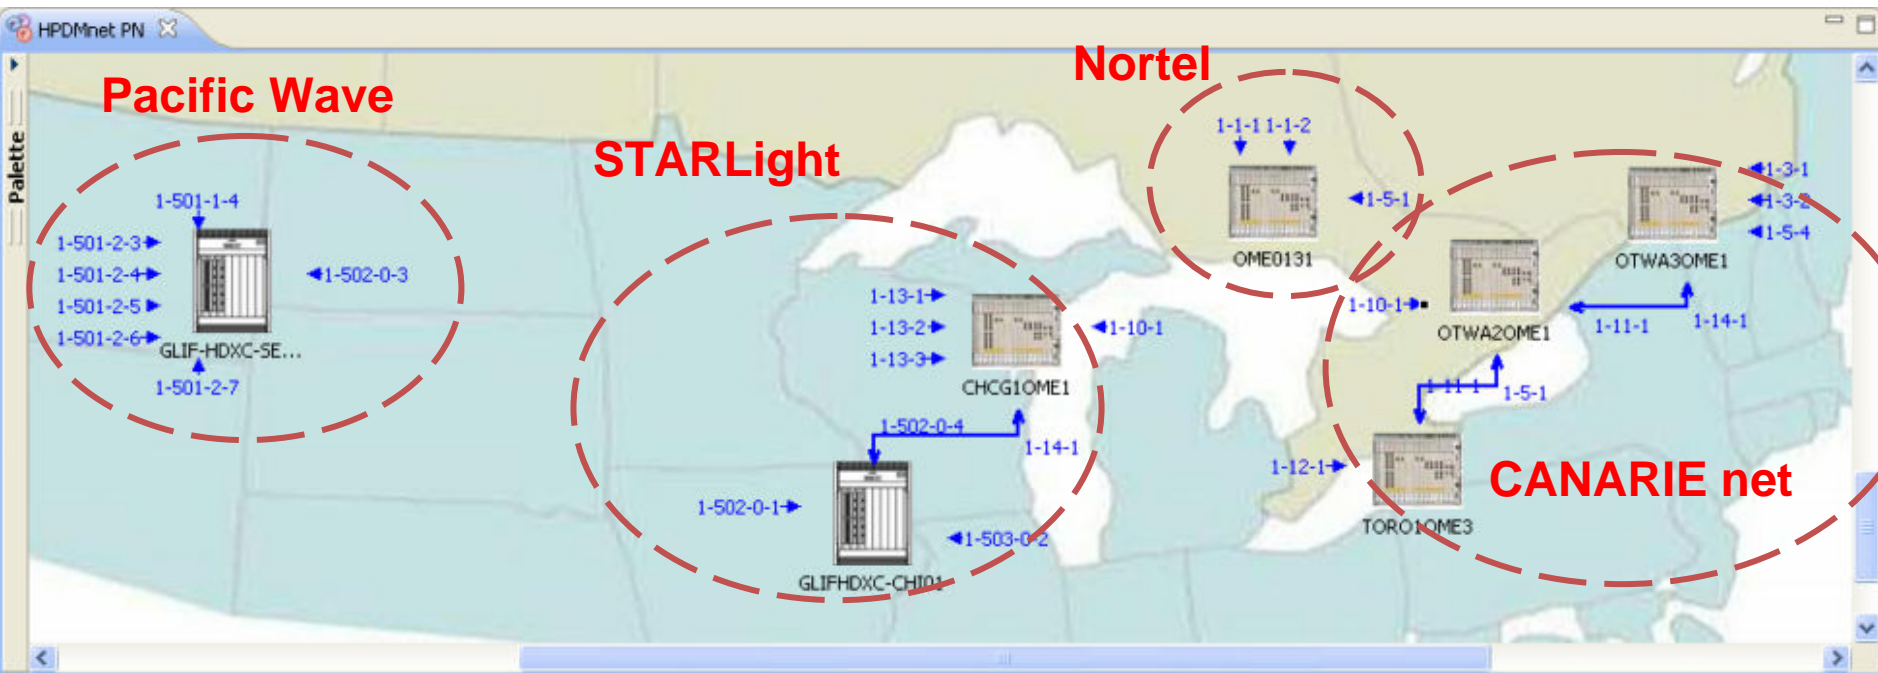 HPDMnet PN
Palette
Pacific Wave
STARLight
Nortel
CANARIE net
1-501-1-4
1-501-2-3
1-501-2-4
1-501-2-5
1-501-2-6
1-501-2-7
1-502-0-3
GLIF-HDXC-SE...
1-13-1
1-13-2
1-13-3
1-10-1
CHCG1OME1
1-502-0-4
1-14-1
1-502-0-1
1-503-0-2
GLIFHDXC-CHI01
1-1-1 1-1-2
1-5-1
OME0131
1-3-1
1-3-2
1-5-4
OTWA3OME1
1-10-1
OTWA2OME1
1-11-1
1-14-1
1-11-1
1-5-1
1-12-1
TORO1OME3